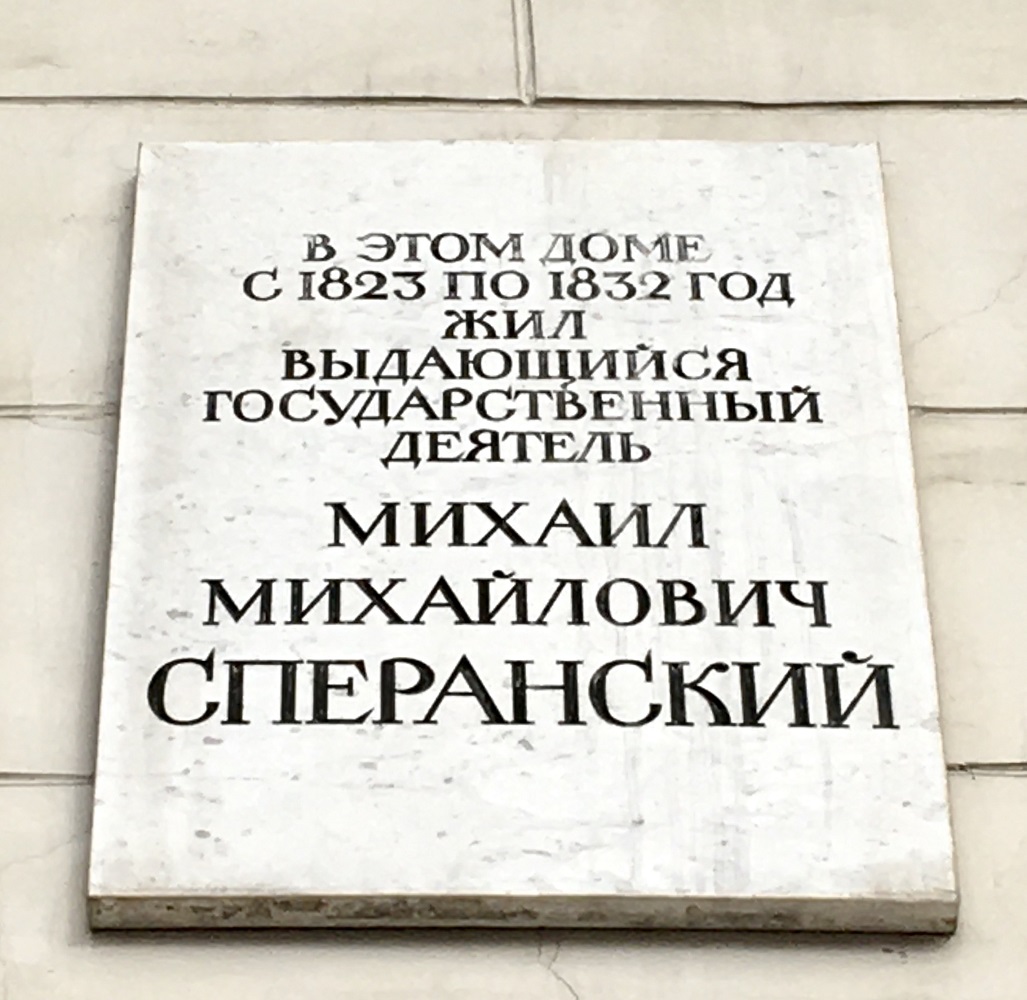 В ЭТОМ ДОМЕ
С 1823 ПО 1832 ГОД
ЖИЛ
ВЫДАЮЩИЙСЯ
ГОСУДАРСТВЕННЫЙ
ДЕЯТЕЛЬ
МИХАИЛ
МИХАЙЛОВИЧ
СПЕРАНСКИЙ